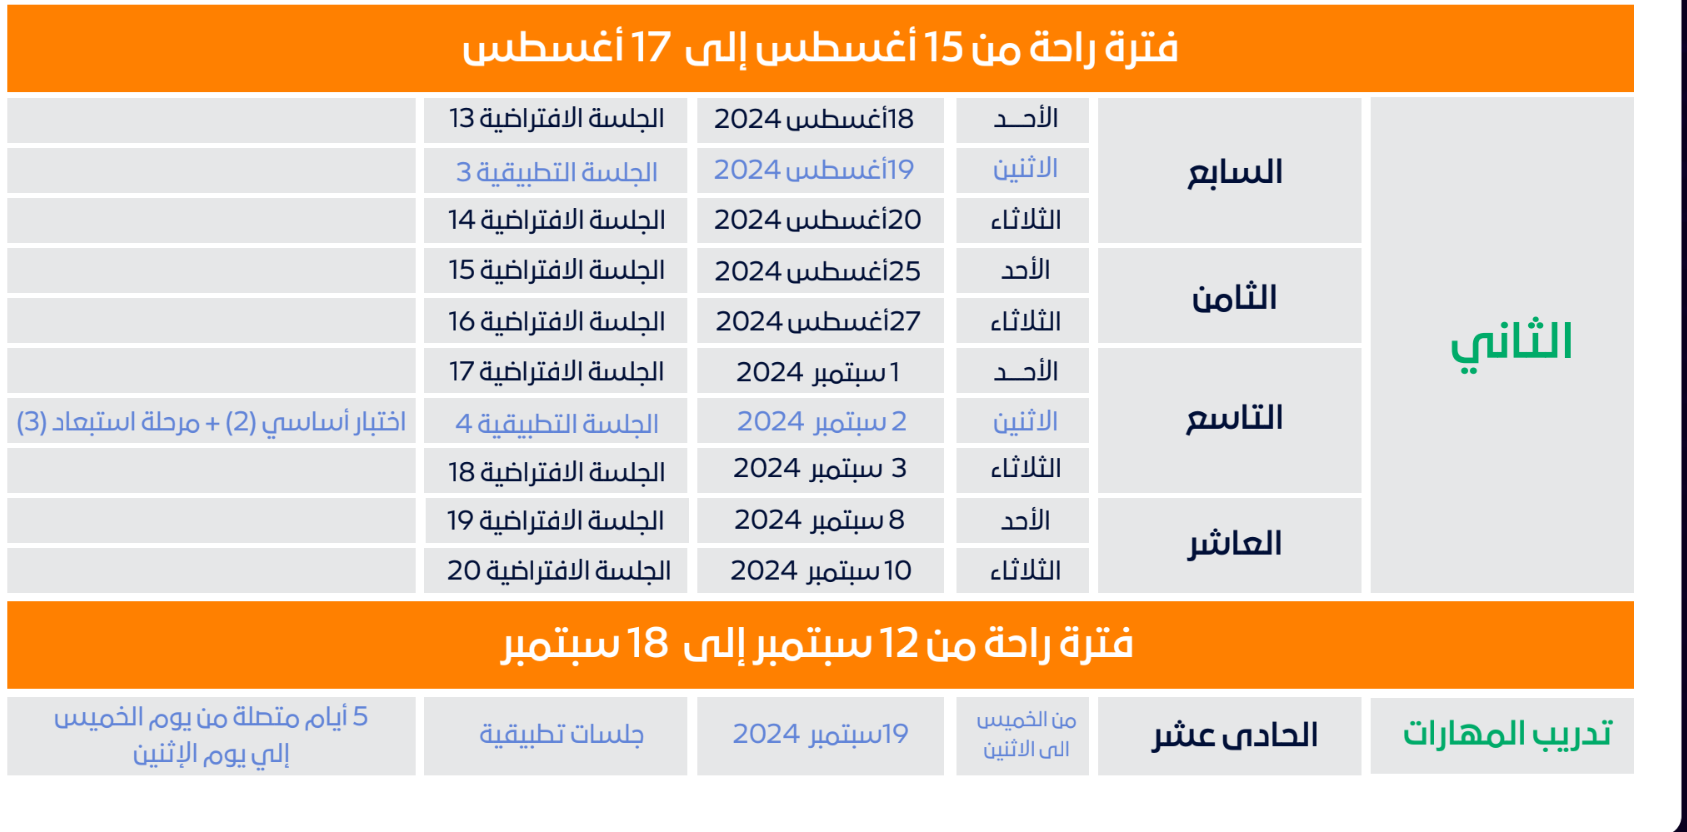 فترة راحة من 15 أغسطس إلى 17 أغسطس
الثاني
السابع
الأحــد 18أغسطس 2024 الجلسة الافتراضية 13
الاثنين 19أغسطس 2024 الجلسة التطبيقية 3
الثلاثاء 20أغسطس 2024 الجلسة الافتراضية 14
الثامن
الأحد 25أغسطس 2024 الجلسة الافتراضية 15
الثلاثاء 27أغسطس 2024 الجلسة الافتراضية 16
التاسع
الأحــد 1 سبتمبر 2024 الجلسة الافتراضية 17
الاثنين 2 سبتمبر 2024 الجلسة التطبيقية 4 اختبار أساسي (2) + مرحلة استبعاد (3)
الثلاثاء 3 سبتمبر 2024 الجلسة الافتراضية 18
العاشر
الأحد 8 سبتمبر 2024 الجلسة الافتراضية 19
الثلاثاء 10 سبتمبر 2024 الجلسة الافتراضية 20
فترة راحة من 12 سبتمبر إلى 18 سبتمبر
تدريب المهارات
الحادى عشر
من الخميس
الى الاثنين
19سبتمبر 2024
جلسات تطبيقية
5 أيام متصلة من يوم الخميس
إلي يوم الإثنين